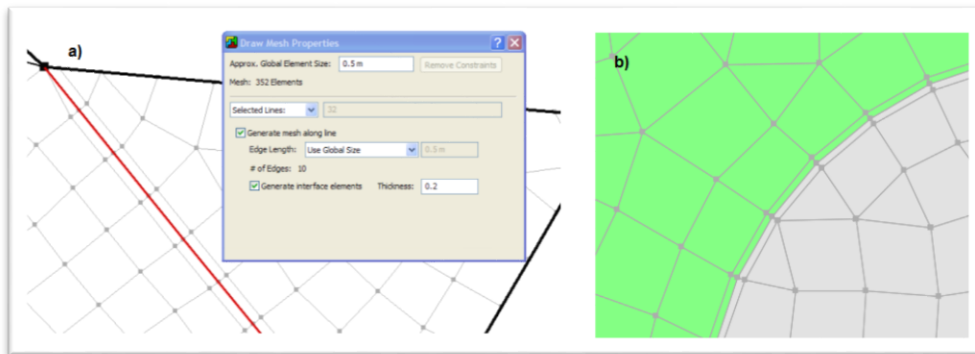 a)
Draw Mesh Properties
Approx. Global Element Size: 0.5 m Remove Constraints
Mesh: 352 Elements
Selected Lines: 32
Generate mesh along line
Edge Length: Use Global Size 0.5 m
# of Edges: 10
Generate interface elements Thickness: 0.2
b)